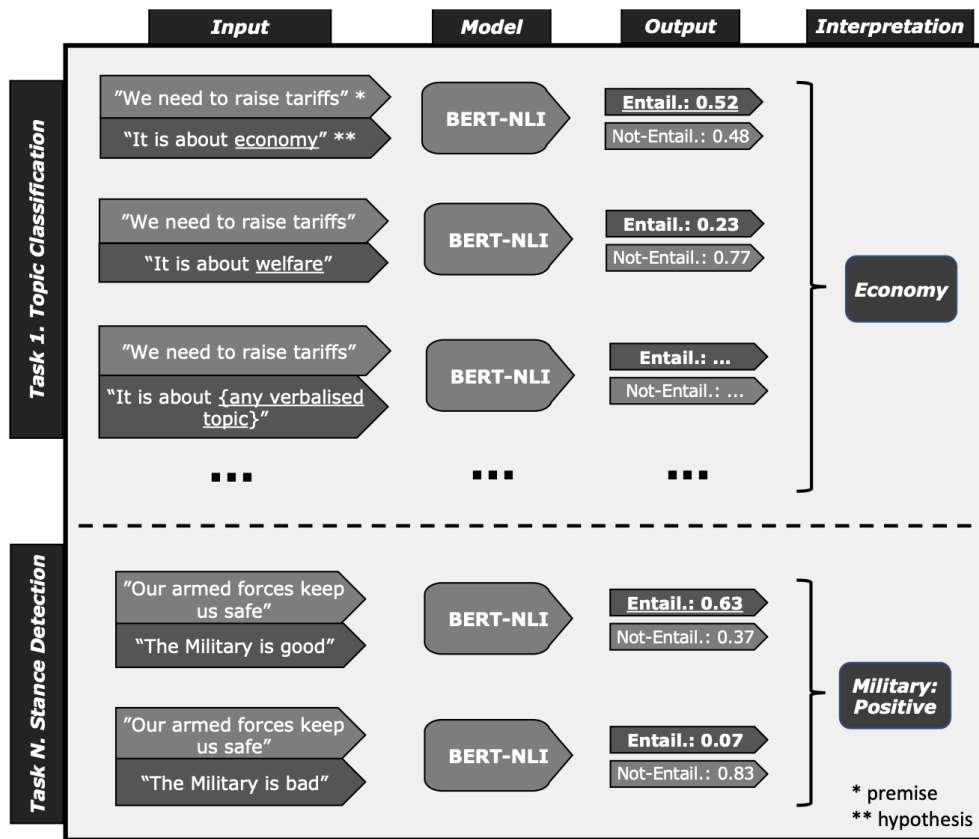 Input
Model
Output
Interpretation
Task 1. Topic Classification
”We need to raise tariffs” *
“It is about economy” **
BERT-NLI
Entail.: 0.52
Not-Entail.: 0.48
”We need to raise tariffs”
“It is about welfare”
BERT-NLI
Entail.: 0.23
Not-Entail.: 0.77
”We need to raise tariffs”
“It is about {any verbalised
topic}”
BERT-NLI
Entail.: ...
Not-Entail.: ...
...
...
...
Economy
Task N. Stance Detection
”Our armed forces keep
us safe”
“The Military is good”
BERT-NLI
Entail.: 0.63
Not-Entail.: 0.37
”Our armed forces keep
us safe”
“The Military is bad”
BERT-NLI
Entail.: 0.07
Not-Entail.: 0.83
Military:
Positive
* premise
** hypothesis